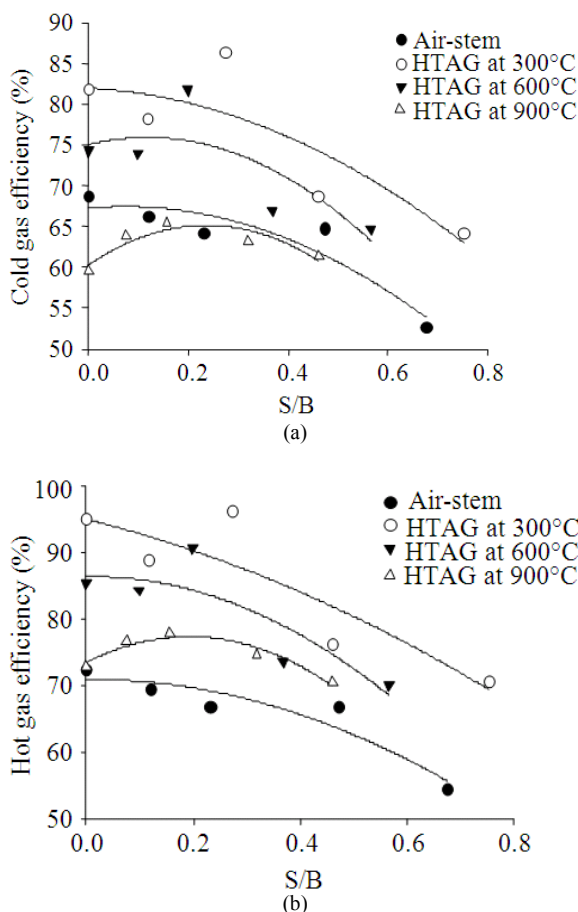 (a)
90
85
80
75
70
65
60
55
50
Cold gas efficiency (%)
Air-stem
HTAG at 300°C
HTAG at 600°C
HTAG at 900°C
0.0 0.2 0.4 0.6 0.8
S/B
(a)
100
90
80
70
60
50
Hot gas efficiency (%)
Air-stem
HTAG at 300°C
HTAG at 600°C
HTAG at 900°C
0.0 0.2 0.4 0.6 0.8
S/B
(b)